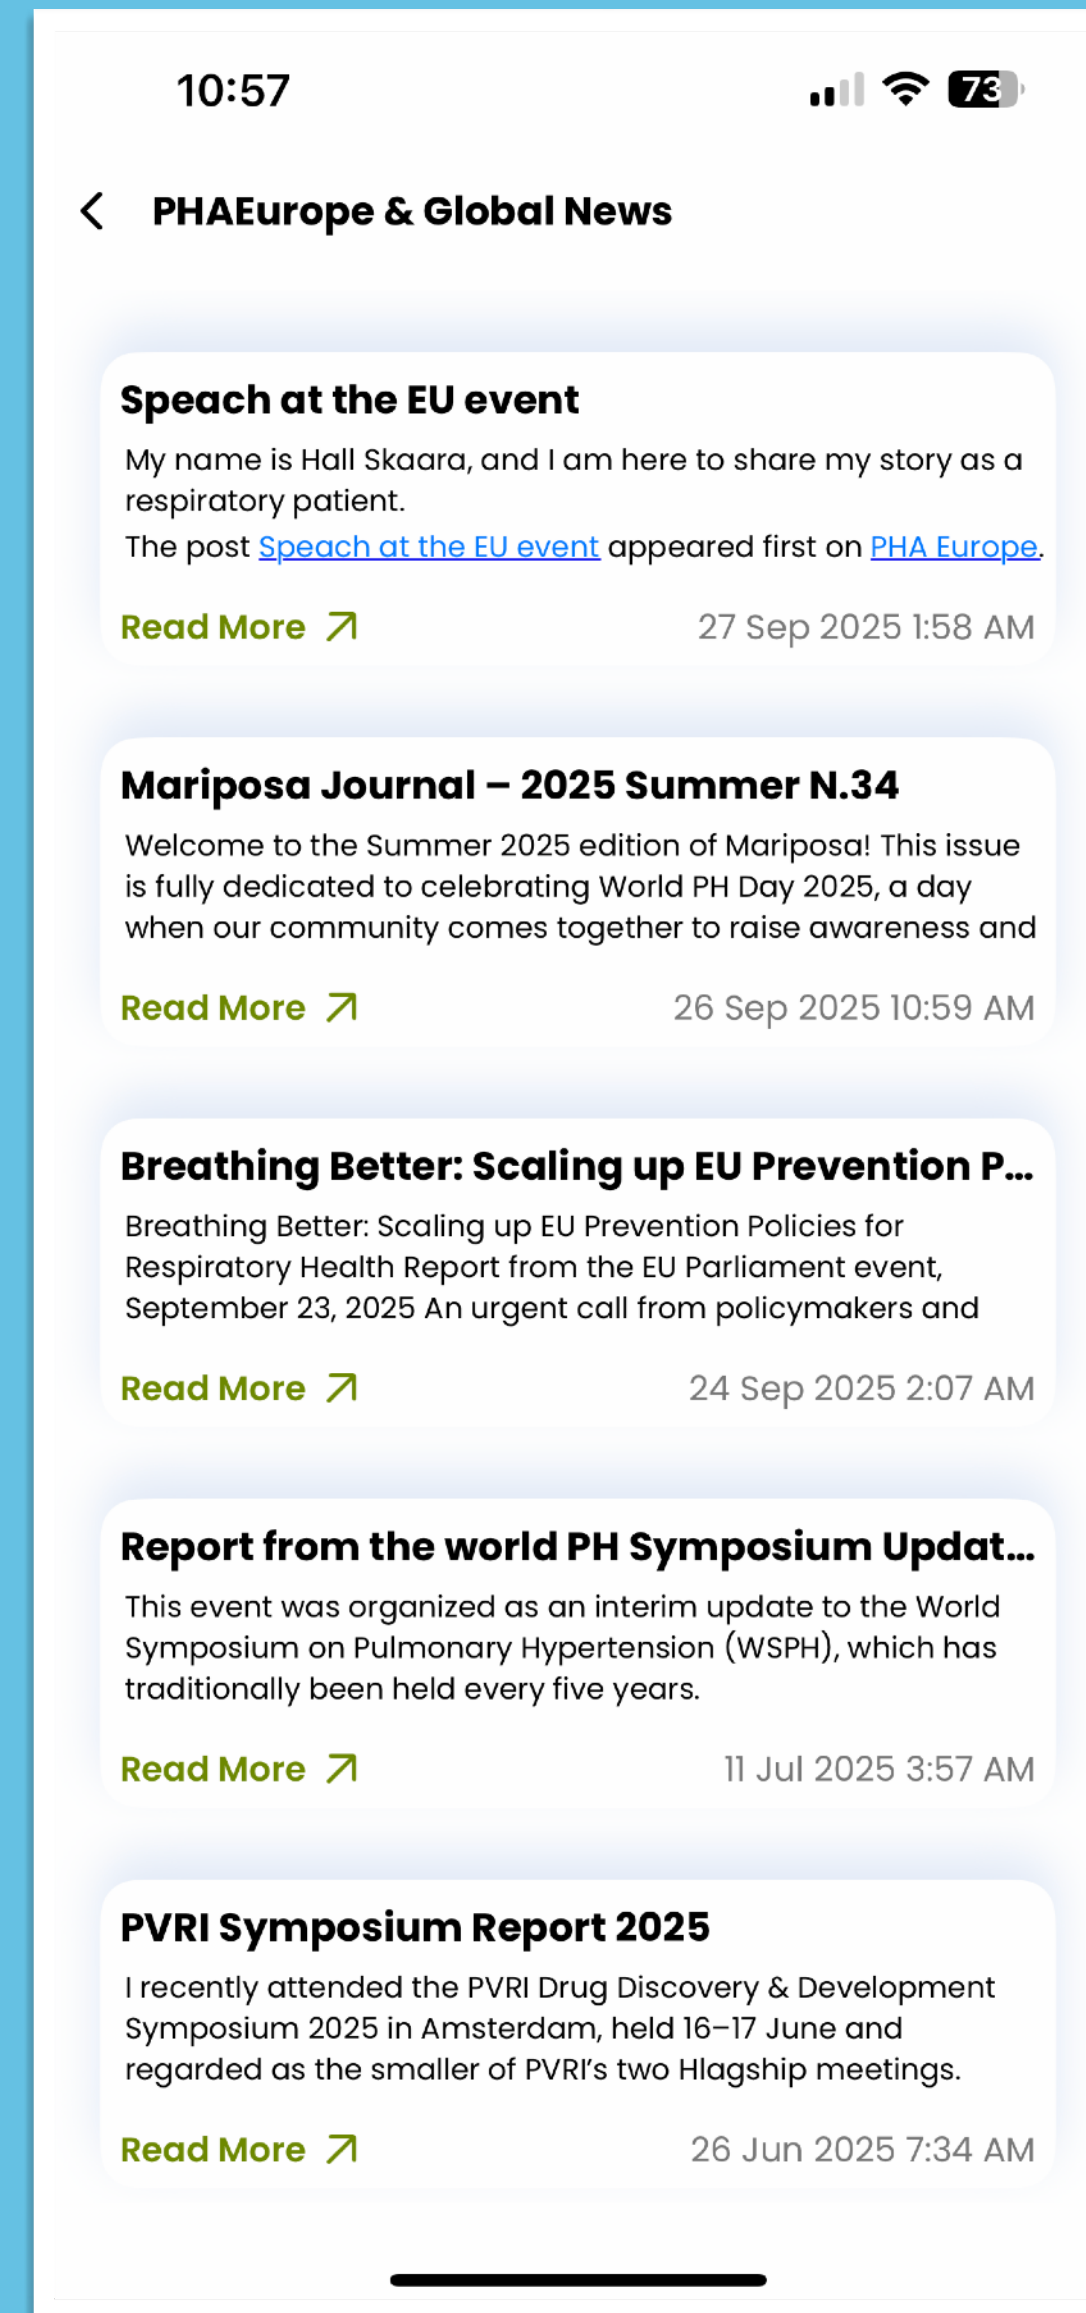 10:57
73
PHAEurope & Global News
Speach at the EU event
My name is Hall Skaara, and I am here to share my story as a
respiratory patient.
The post Speach at the EU event appeared first on PHA Europe.
Read More 27 Sep 2025 1:58 AM
Mariposa Journal – 2025 Summer N.34
Welcome to the Summer 2025 edition of Mariposa! This issue
is fully dedicated to celebrating World PH Day 2025, a day
when our community comes together to raise awareness and
Read More 26 Sep 2025 10:59 AM
Breathing Better: Scaling up EU Prevention P...
Breathing Better: Scaling up EU Prevention Policies for
Respiratory Health Report from the EU Parliament event,
September 23, 2025 An urgent call from policymakers and
Read More 24 Sep 2025 2:07 AM
Report from the world PH Symposium Updat...
This event was organized as an interim update to the World
Symposium on Pulmonary Hypertension (WSPH), which has
traditionally been held every five years.
Read More 11 Jul 2025 3:57 AM
PVRI Symposium Report 2025
I recently attended the PVRI Drug Discovery & Development
Symposium 2025 in Amsterdam, held 16–17 June and
regarded as the smaller of PVRI's two Hlagship meetings.
Read More 26 Jun 2025 7:34 AM